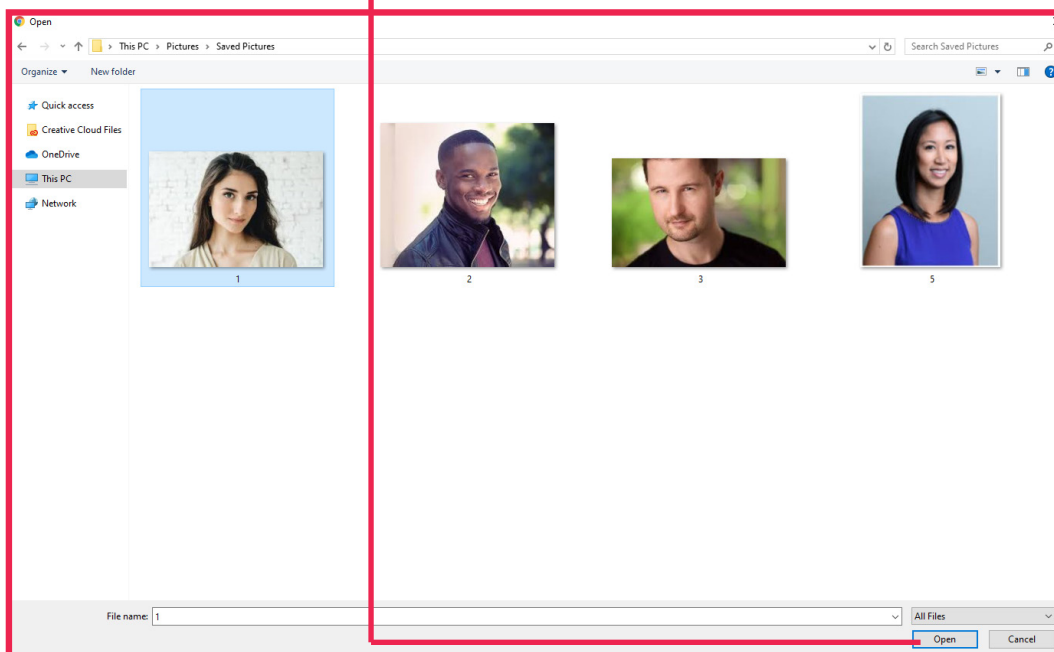 Open
This PC > Pictures > Saved Pictures
Search Saved Pictures
Organize
New folder
Quick access
Creative Cloud Files
OneDrive
This PC
Network
1
2
3
5
File name: 1
All Files
Open
Cancel